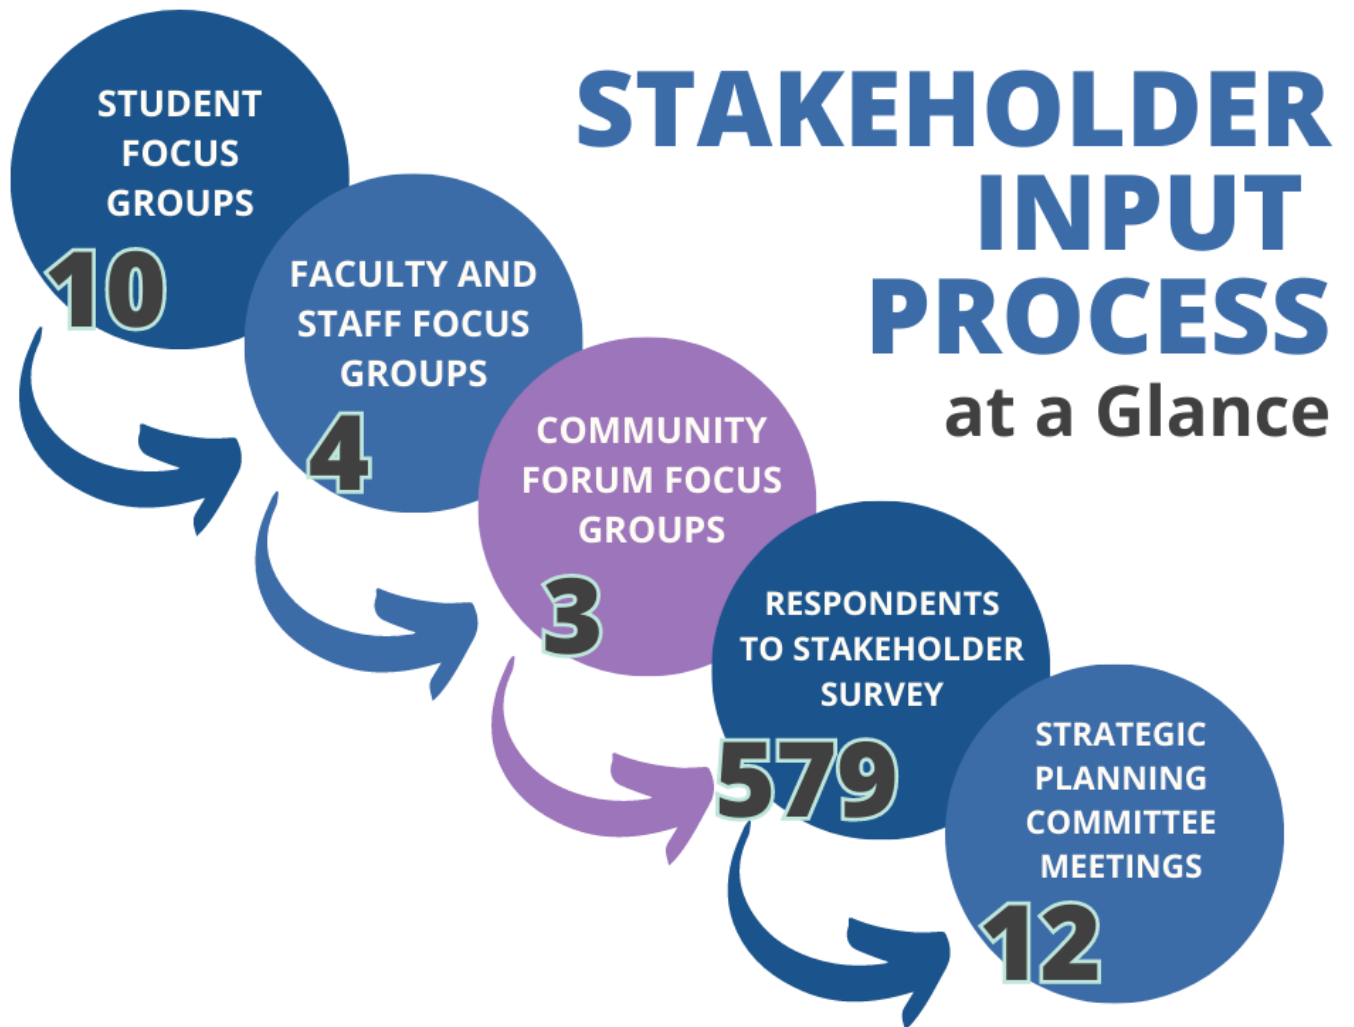 STAKEHOLDER
INPUT
PROCESS
at a Glance
STUDENT
FOCUS
GROUPS
10
FACULTY AND
STAFF FOCUS
GROUPS
4
COMMUNITY
FORUM FOCUS
GROUPS
3
RESPONDENTS
TO STAKEHOLDER
SURVEY
579
STRATEGIC
PLANNING
COMMITTEE
MEETINGS
12